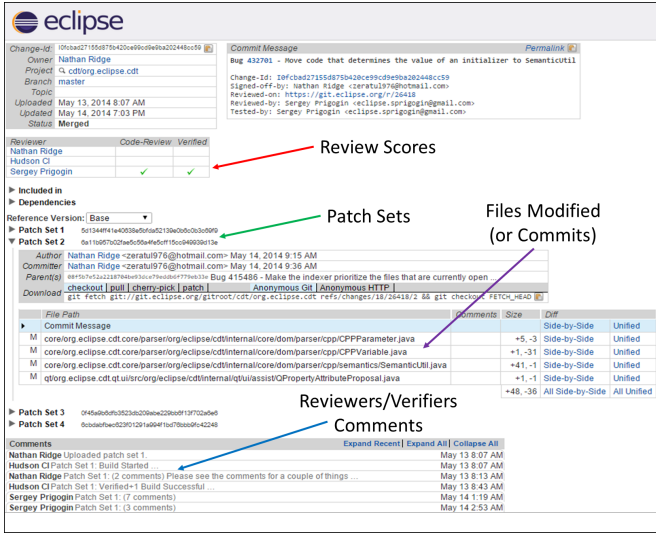 eclipse
Change-Id: I0fcbad27155d875b420ce99cd9e9ba202448cc59
Owner Nathan Ridge
Project cdt/org.eclipse.cdt
Branch master
Topic
Uploaded May 13, 2014 8:07 AM
Updated May 14, 2014 7:03 PM
Status Merged
Commit Message Permalink
Bug 432701 - Move code that determines the value of an initializer to SemanticUtil
Change-Id: I0fcbad27155d875b420ce99cd9e9ba202448cc59
Signed-off-by: Nathan Ridge <zeratul976@hotmail.com>
Reviewed-on: https://git.eclipse.org/r/26418
Reviewed-by: Sergey Prigogin <eclipse.sprigogin@gmail.com>
Tested-by: Sergey Prigogin <eclipse.sprigogin@gmail.com>
Reviewer Code-Review Verified
Nathan Ridge
Hudson CI
Sergey Prigogin
Review Scores
Included in
Dependencies
Reference Version: Base
Patch Sets
Files Modified
(or Commits)
Patch Set 1
Patch Set 2
Author Nathan Ridge <zeratul976@hotmail.com> May 14, 2014 9:15 AM
Committer Nathan Ridge <zeratul976@hotmail.com> May 14, 2014 9:36 AM
Parent(s) Bug 415486 - Make the indexer prioritize the files that are currently open ...
Download checkout | pull | cherry-pick | patch | Anonymous Git | Anonymous HTTP |
git fetch git://git.eclipse.org/gitroot/cdt/org.eclipse.cdt refs/changes/18/26418/2 && git checkout FETCH_HEAD
File Path Comments Size Diff
Commit Message Side-by-Side Unified
M core/org.eclipse.cdt.core/parser/org/eclipse/cdt/internal/core/dom/parser/cpp/CPPParameter.java +5, -3 Side-by-Side Unified
M core/org.eclipse.cdt.core/parser/org/eclipse/cdt/internal/core/dom/parser/cpp/CPPVariable.java +1, -31 Side-by-Side Unified
M core/org.eclipse.cdt.core/parser/org/eclipse/cdt/internal/core/dom/parser/cpp/semantics/SemanticUtil.java +41, -1 Side-by-Side Unified
M qt/org.eclipse.cdt.qt.ui/src/org/eclipse/cdt/internal/qt/ui/assist/QPropertyAttributeProposal.java +1, -1 Side-by-Side Unified
+48, -36 All Side-by-Side All Unified
Reviewers/Verifiers
Comments
Patch Set 3
Patch Set 4
Comments Expand Recent | Expand All | Collapse All
Nathan Ridge Uploaded patch set 1. May 13 8:07 AM
Hudson CI Patch Set 1: Build Started ... May 13 8:07 AM
Nathan Ridge Patch Set 1: (2 comments) Please see the comments for a couple of things ... May 13 8:13 AM
Hudson CI Patch Set 1: Verified+1 Build Successful ... May 13 8:43 AM
Sergey Prigogin Patch Set 1: (7 comments) May 14 1:19 AM
Sergey Prigogin Patch Set 1: (3 comments) May 14 2:53 AM